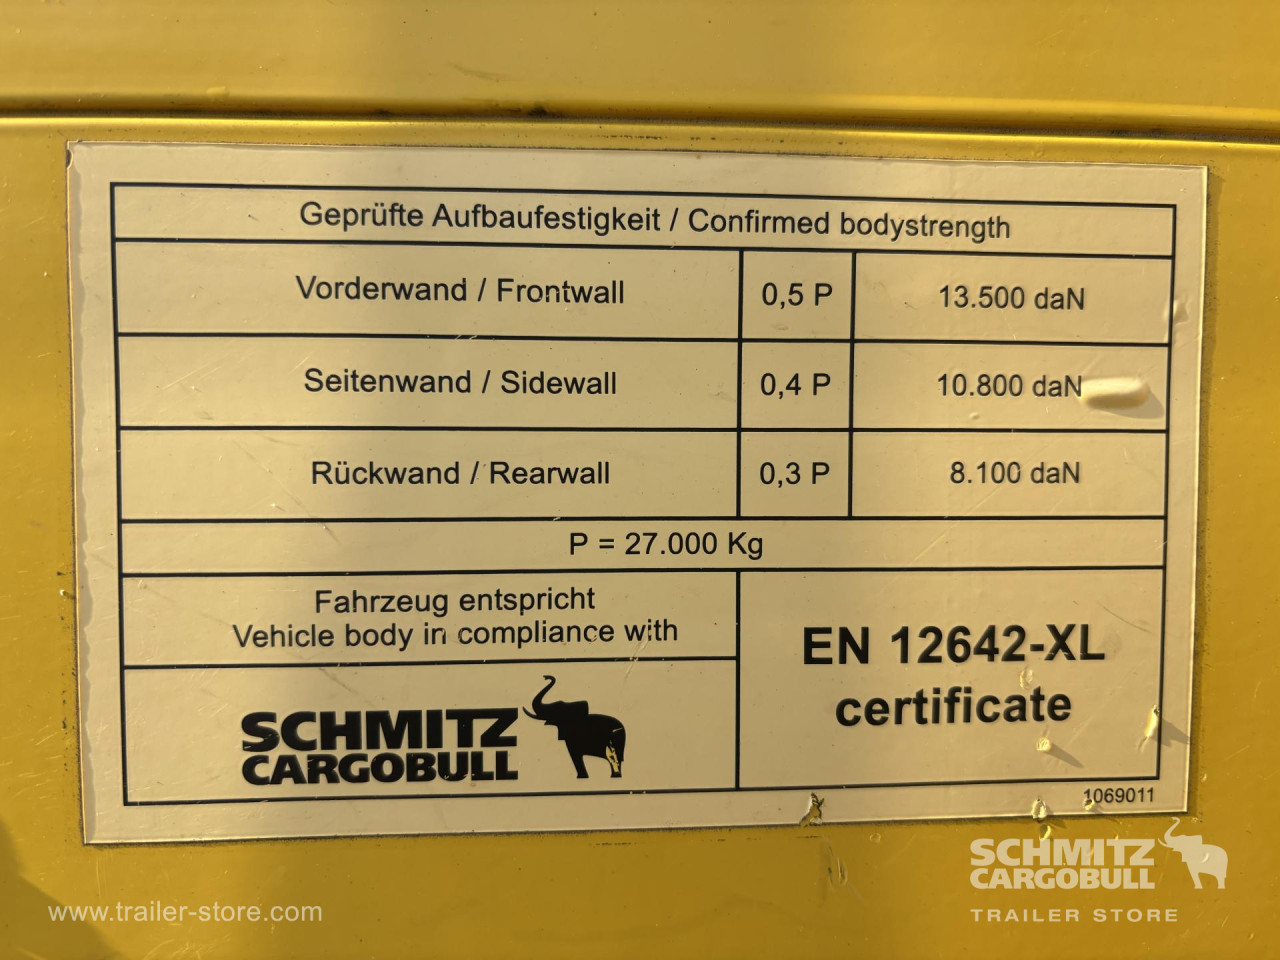 Geprüfte Aufbaufestigkeit / Confirmed bodystrength
Vorderwand / Frontwall 0,5 P 13.500 daN
Seitenwand / Sidewall 0,4 P 10.800 daN
Rückwand / Rearwall 0,3 P 8.100 daN
P = 27.000 Kg
Fahrzeug entspricht
Vehicle body in compliance with
EN 12642-XL
certificate
SCHMITZ
CARGOBULL
1069011
SCHMITZ
CARGOBULL
TRAILER STORE
www.trailer-store.com